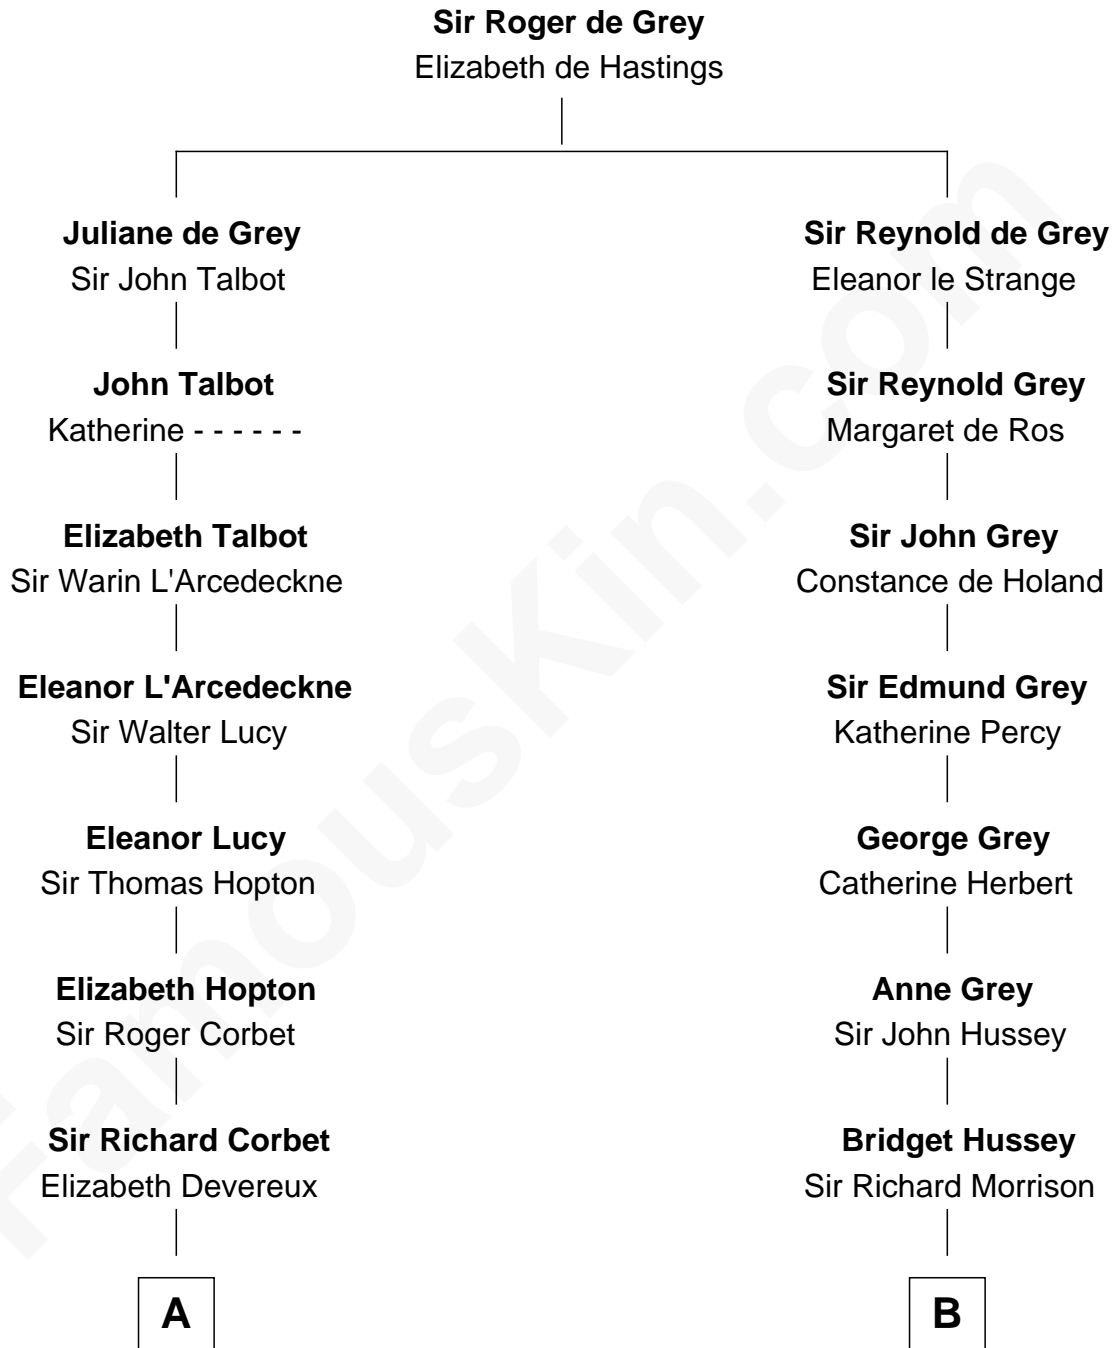 Sir Roger de Grey
Elizabeth de Hastings
Juliane de Grey
Sir John Talbot
Sir Reynold de Grey
Eleanor le Strange
John Talbot
Katherine - - - - - -
Sir Reynold Grey
Margaret de Ros
Elizabeth Talbot
Sir Warin L'Arcedeckne
Sir John Grey
Constance de Holand
Eleanor L'Arcedeckne
Sir Walter Lucy
Sir Edmund Grey
Katherine Percy
Eleanor Lucy
Sir Thomas Hopton
George Grey
Catherine Herbert
Elizabeth Hopton
Sir Roger Corbet
Anne Grey
Sir John Hussey
Sir Richard Corbet
Elizabeth Devereux
Bridget Hussey
Sir Richard Morrison
A
B
FamousKin.com